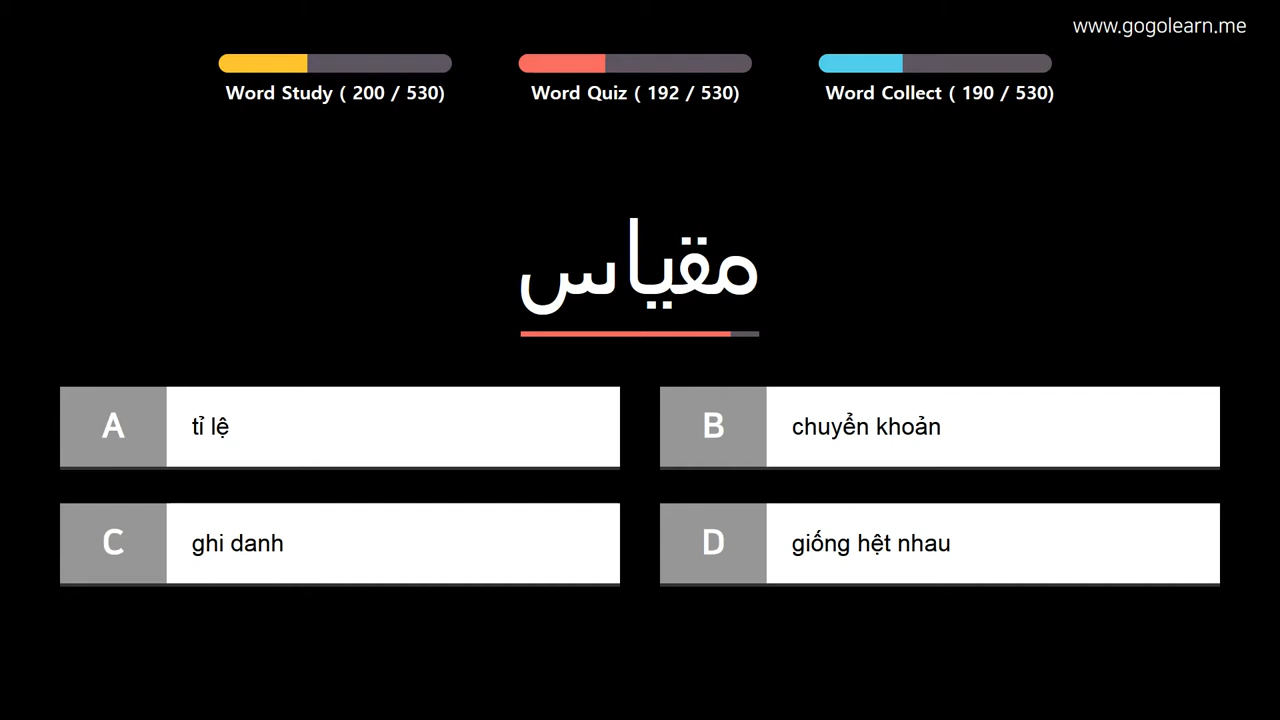 www.gogolearn.me
Word Study ( 200 / 530)
Word Quiz ( 192 / 530)
Word Collect ( 190 / 530)
مقياس
A tỉ lệ
B chuyển khoản
C ghi danh
D giống hệt nhau